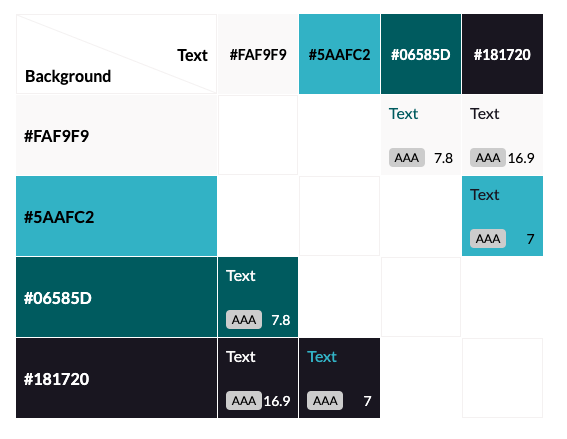 Text
Background
#FAF9F9
#5AAFC2
#06585D
#181720
#FAF9F9
Text
AAA 7.8
Text
AAA 16.9
#5AAFC2
Text
AAA 7
#06585D
Text
AAA 7.8
#181720
Text
AAA 16.9
Text
AAA 7